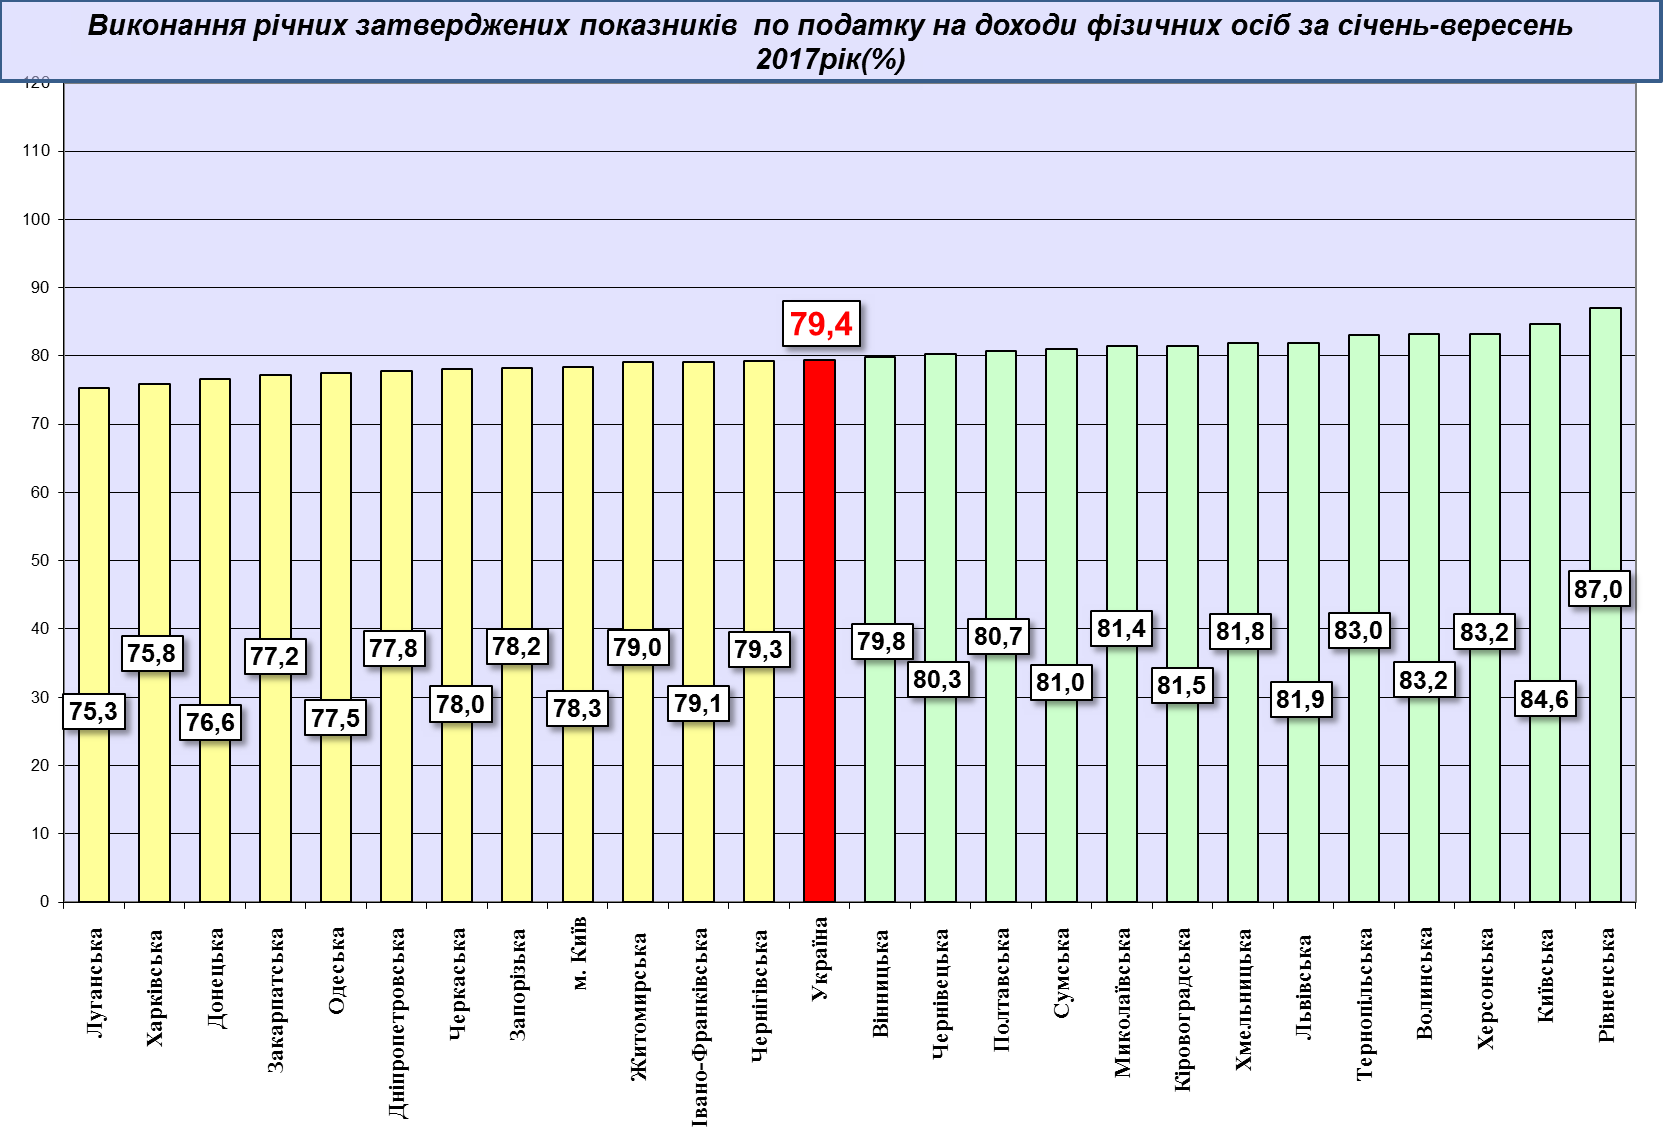 Виконання річних затверджених показників по податку на доходи фізичних осіб за січень-вересень
2017рік(%)
120
110
100
90
80
70
60
50
40
30
20
10
0
75,3
75,8
76,6
77,2
77,5
77,8
78,0
78,2
78,3
79,0
79,1
79,3
79,4
79,8
80,3
80,7
81,0
81,4
81,5
81,8
81,9
83,0
83,2
83,2
84,6
87,0
Луганська
Харківська
Донецька
Закарпатська
Одеська
Дніпропетровська
Черкаська
Запорізька
м. Київ
Житомирська
Івано-Франківська
Чернігівська
Україна
Вінницька
Чернівецька
Полтавська
Сумська
Миколаївська
Кіровоградська
Хмельницька
Львівська
Тернопільська
Волинська
Херсонська
Київська
Рівненська